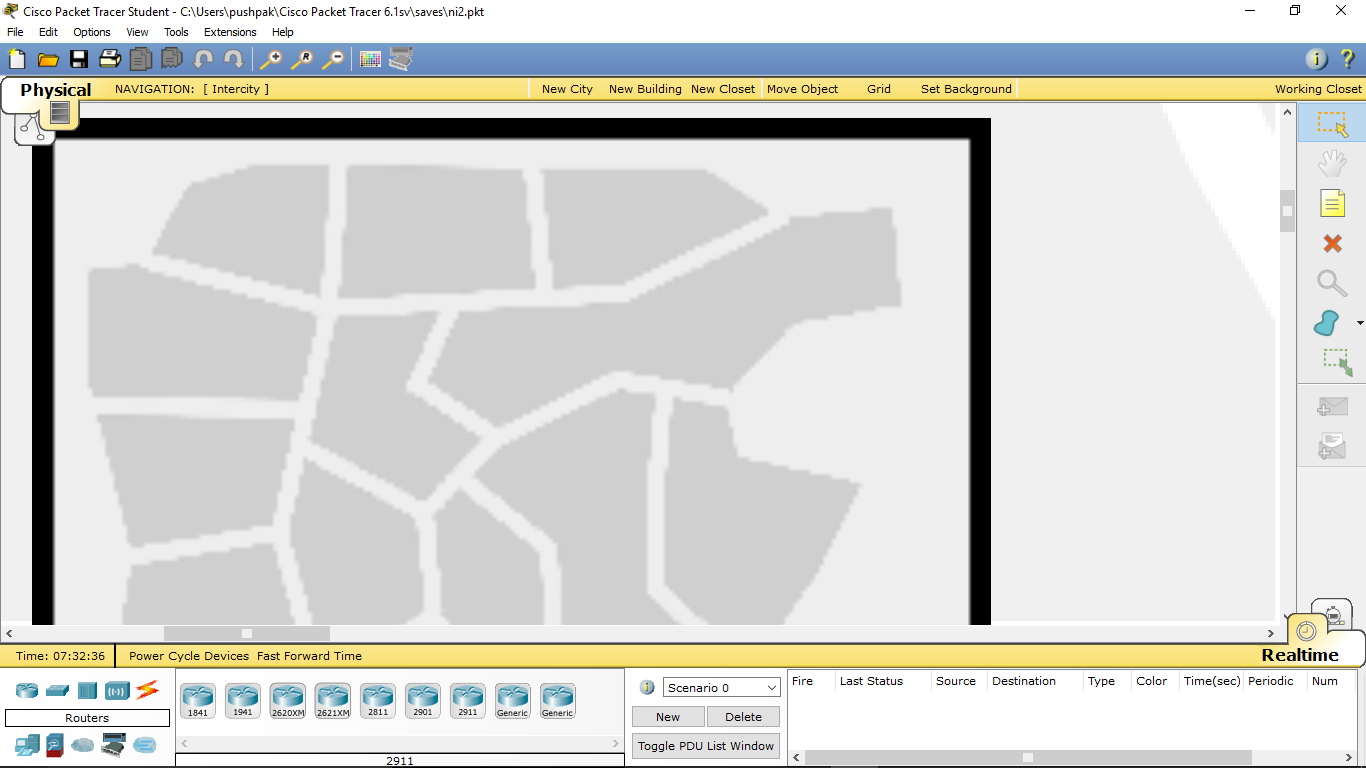 Cisco Packet Tracer Student - C:\Users\pushpak\Cisco Packet Tracer 6.1sv\saves\ni2.pkt
File Edit Options View Tools Extensions Help
Physical NAVIGATION: [ Intercity ] New City New Building New Closet Move Object Grid Set Background Working Closet
Time: 07:32:36 Power Cycle Devices Fast Forward Time Realtime
Routers
1841 1941 2620XM 2621XM 2811 2901 2911 Generic Generic
2911
Scenario 0
New Delete
Toggle PDU List Window
Fire Last Status Source Destination Type Color Time(sec) Periodic Num